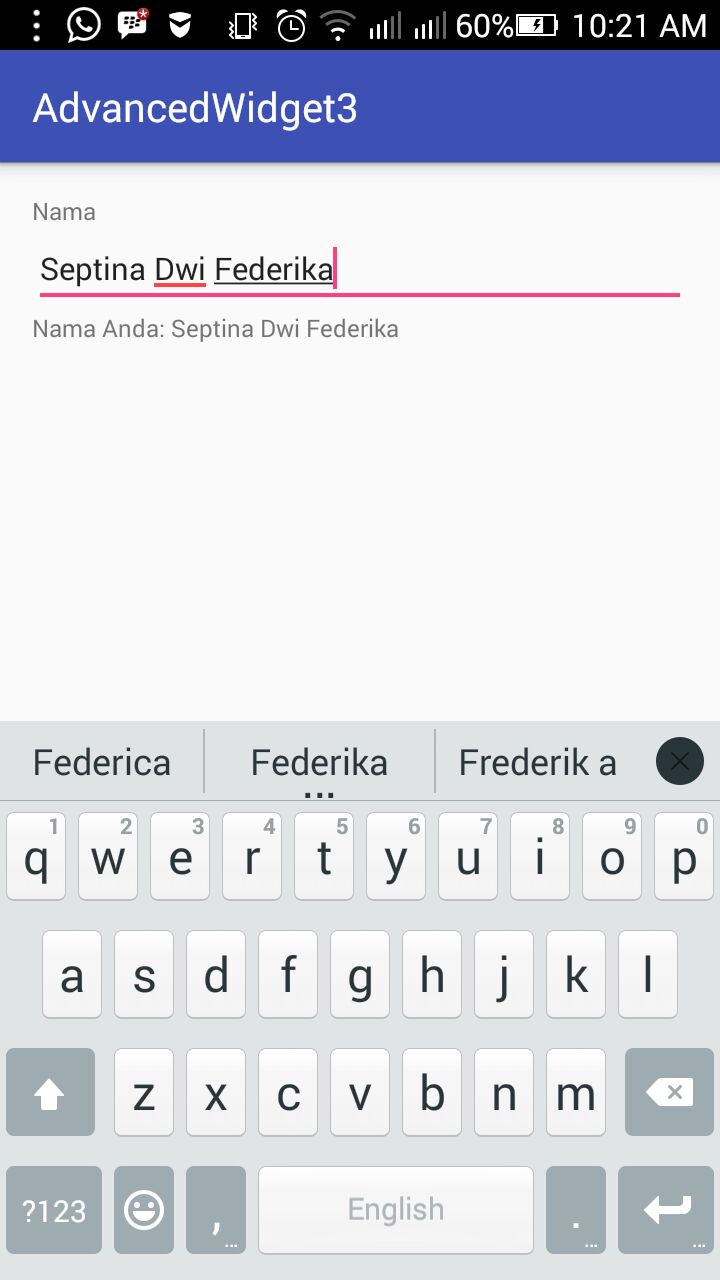 60% 10:21 AM
AdvancedWidget3
Nama
Septina Dwi Federika
Nama Anda: Septina Dwi Federika
Federica Federika Frederik a
...
1 2 3 4 5 6 7 8 9 0
q w e r t y u i o p
a s d f g h j k l
z x c v b n m
?123 , ... English . ... ...